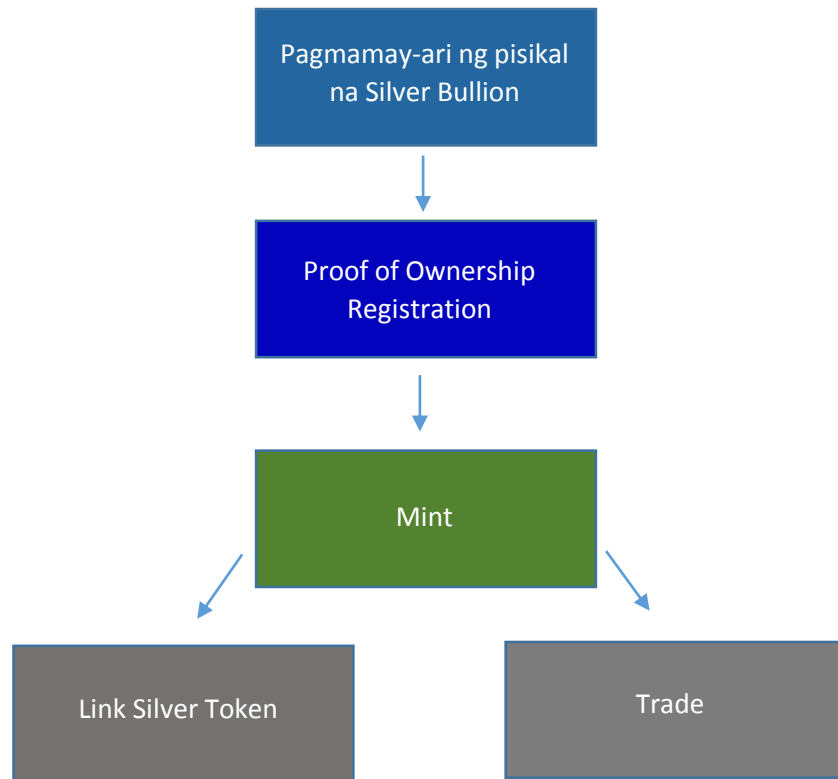 Pagmamay-ari ng pisikal
na Silver Bullion
Proof of Ownership
Registration
Mint
Link Silver Token
Trade